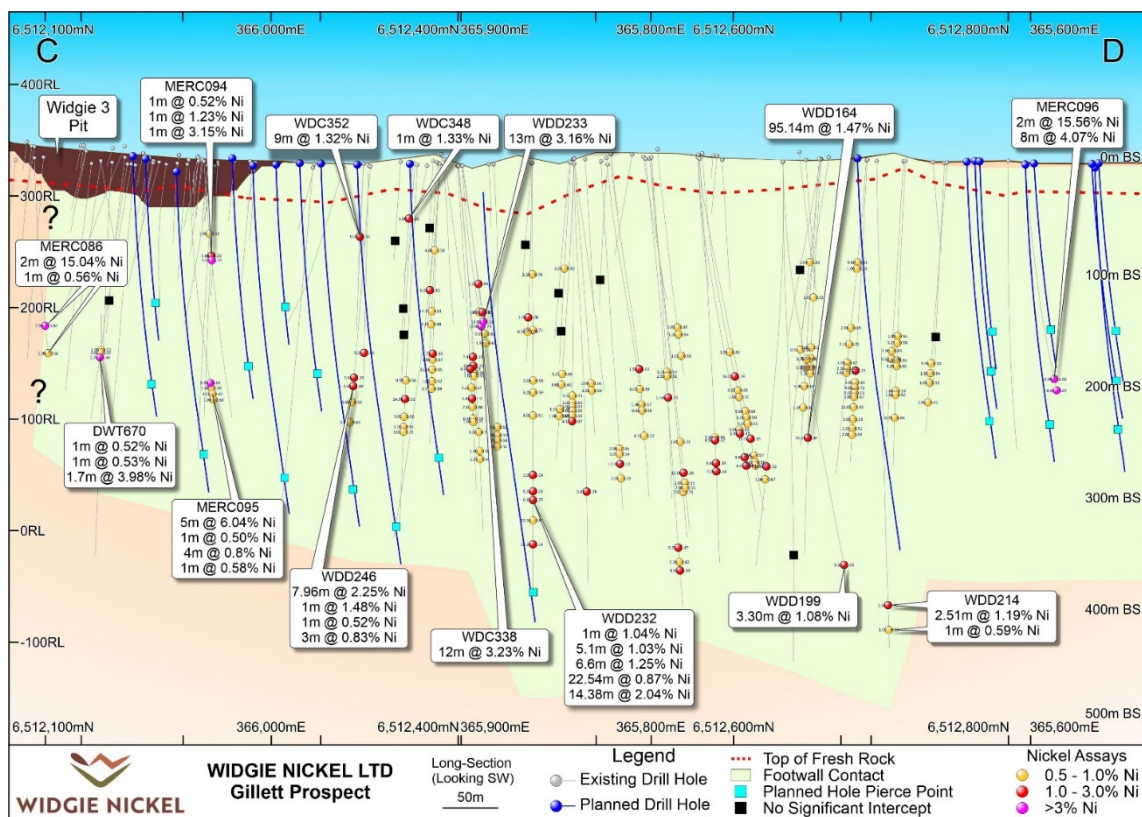 6,512,100mN
366,000mE
6,512,400mN
365,900mE
365,800mE
6,512,600mN
6,512,800mN
365,600mE
C
D
400RL
300RL
200RL
100RL
0RL
-100RL
Widgie 3
Pit
MERC094
1m @ 0.52% Ni
1m @ 1.23% Ni
1m @ 3.15% Ni
WDC352
9m @ 1.32% Ni
WDC348
1m @ 1.33% Ni
WDD233
13m @ 3.16% Ni
WDD164
95.14m @ 1.47% Ni
MERC096
2m @ 15.56% Ni
8m @ 4.07% Ni
0m BS
100m BS
200m BS
300m BS
400m BS
500m BS
?
MERC086
2m @ 15.04% Ni
1m @ 0.56% Ni
?
DWT670
1m @ 0.52% Ni
1m @ 0.53% Ni
1.7m @ 3.98% Ni
MERC095
5m @ 6.04% Ni
1m @ 0.50% Ni
4m @ 0.8% Ni
1m @ 0.58% Ni
WDD246
7.96m @ 2.25% Ni
1m @ 1.48% Ni
1m @ 0.52% Ni
3m @ 0.83% Ni
WDC338
12m @ 3.23% Ni
WDD232
1m @ 1.04% Ni
5.1m @ 1.03% Ni
6.6m @ 1.25% Ni
22.54m @ 0.87% Ni
14.38m @ 2.04% Ni
WDD199
3.30m @ 1.08% Ni
WDD214
2.51m @ 1.19% Ni
1m @ 0.59% Ni
6,512,100mN
366,000mE
6,512,400mN
365,900mE
365,800mE
6,512,600mN
6,512,800mN
365,600mE
WIDGIE NICKEL
WIDGIE NICKEL LTD
Gillett Prospect
Long-Section
(Looking SW)
50m
Legend
Existing Drill Hole
Planned Drill Hole
Top of Fresh Rock
Footwall Contact
Planned Hole Pierce Point
No Significant Intercept
Nickel Assays
0.5 - 1.0% Ni
1.0 - 3.0% Ni
>3% Ni